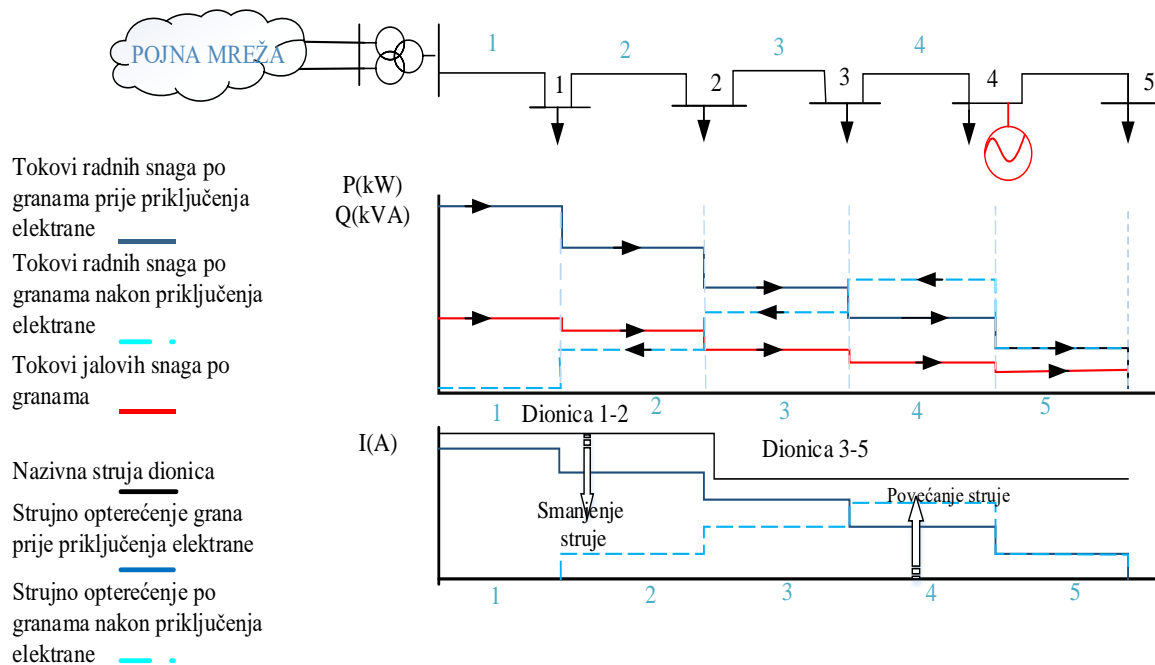 POJNA MREŽA
1
2
3
4
1
2
3
4
5
Tokovi radnih snaga po
granama prije priključenja
elektrane
Tokovi radnih snaga po
granama nakon priključenja
elektrane
Tokovi jalovih snaga po
granama
P(kW)
Q(kVA)
1
2
3
4
5
Nazivna struja dionica
Strujno opterećenje grana
prije priključenja elektrane
Strujno opterećenje po
granama nakon priključenja
elektrane
I(A)
Dionica 1-2
Dionica 3-5
Smanjenje
struje
Povećanje struje
1
2
3
4
5